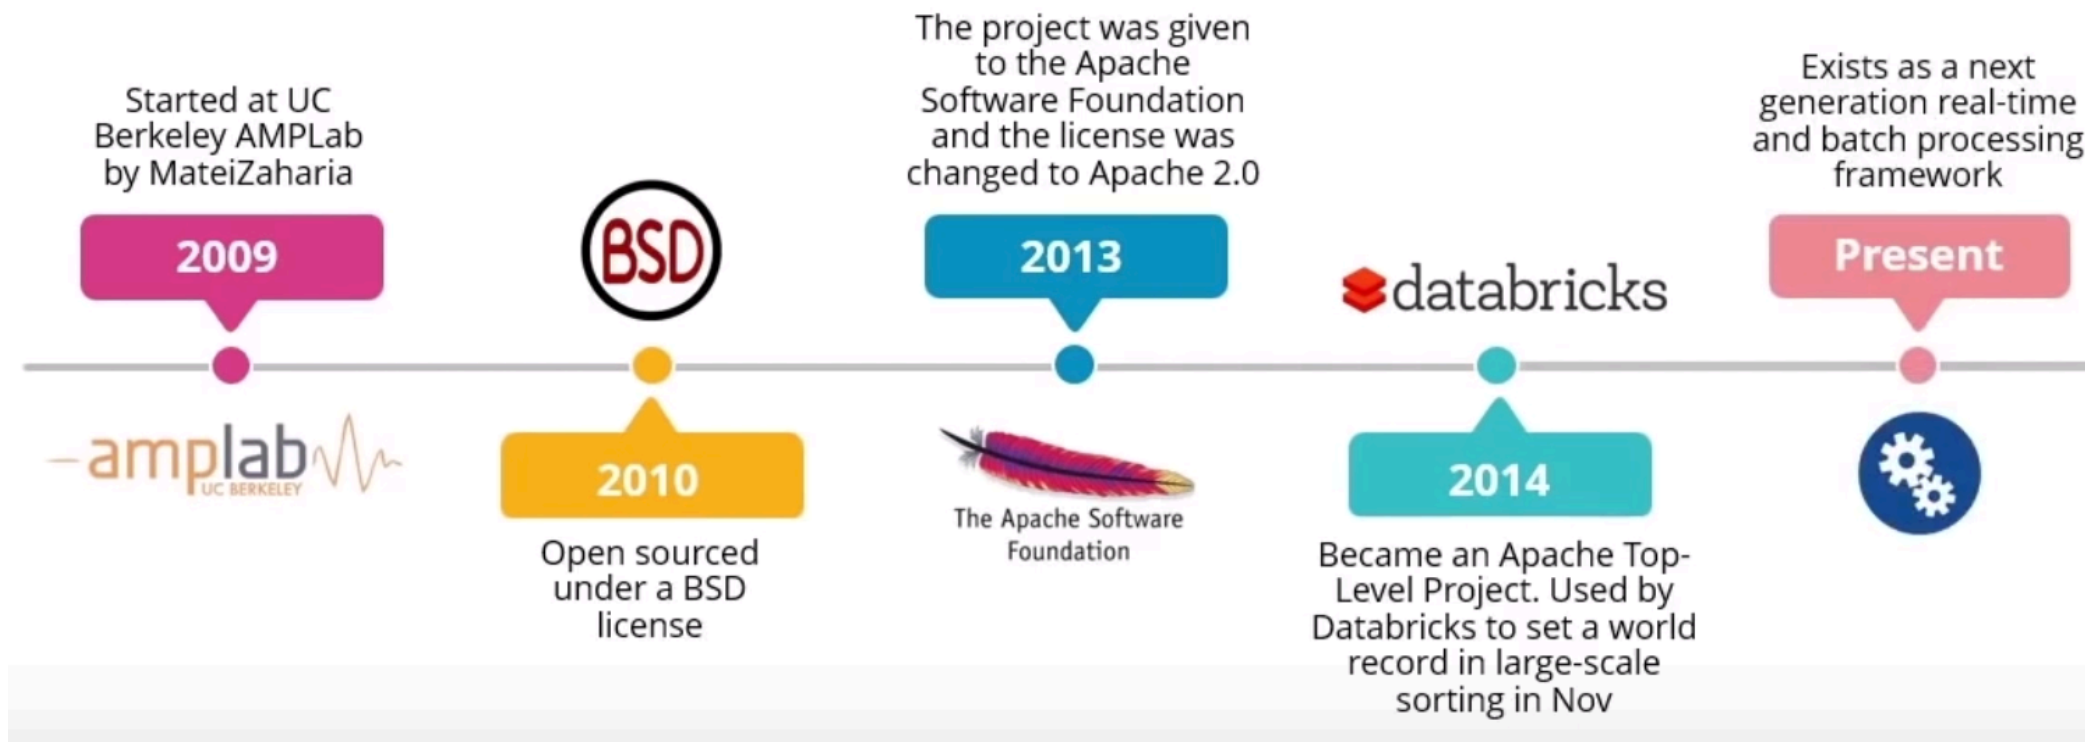 Started at UC
Berkeley AMPLab
by MateiZaharia
2009
amplab
UC BERKELEY
BSD
2010
Open sourced
under a BSD
license
The project was given
to the Apache
Software Foundation
and the license was
changed to Apache 2.0
2013
The Apache Software
Foundation
databricks
2014
Became an Apache Top-
Level Project. Used by
Databricks to set a world
record in large-scale
sorting in Nov
Exists as a next
generation real-time
and batch processing
framework
Present